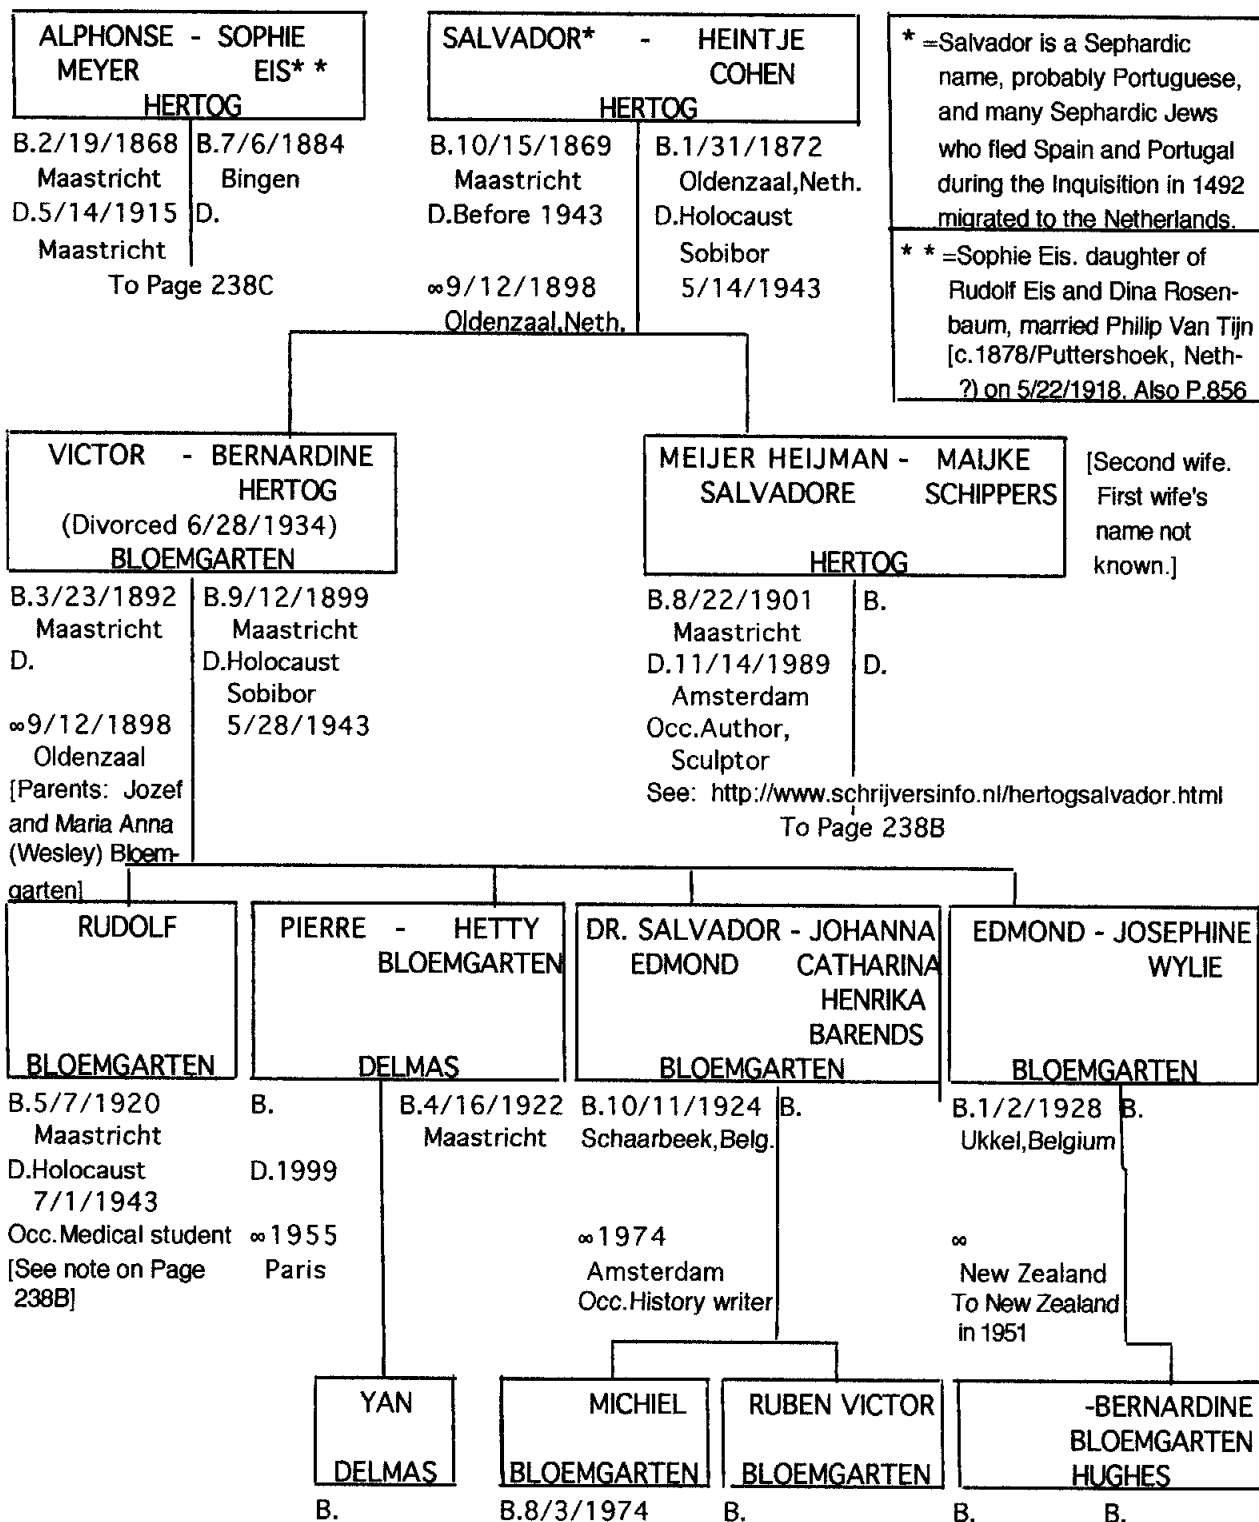 ALPHONSE - SOPHIE
MEYER EIS* *
HERTOG
B.2/19/1868 B.7/6/1884
Maastricht Bingen
D.5/14/1915 D.
Maastricht
To Page 238C
SALVADOR* - HEINTJE
COHEN
HERTOG
B.10/15/1869 B.1/31/1872
Maastricht Oldenzaal,Neth.
D.Before 1943 D.Holocaust
Sobibor
∞9/12/1898 5/14/1943
Oldenzaal,Neth.
* =Salvador is a Sephardic
name, probably Portuguese,
and many Sephardic Jews
who fled Spain and Portugal
during the Inquisition in 1492
migrated to the Netherlands.
* * =Sophie Eis. daughter of
Rudolf Eis and Dina Rosen-
baum, married Philip Van Tijn
[c.1878/Puttershoek, Neth-
?) on 5/22/1918. Also P.856
VICTOR - BERNARDINE
HERTOG
(Divorced 6/28/1934)
BLOEMGARTEN
B.3/23/1892 B.9/12/1899
Maastricht Maastricht
D. D.Holocaust
Sobibor
∞9/12/1898 5/28/1943
Oldenzaal
[Parents: Jozef
and Maria Anna
(Wesley) Bloem-
garten]
MEIJER HEIJMAN - MAIJKE
SALVADORE SCHIPPERS
HERTOG
[Second wife.
First wife's
name not
known.]
B.8/22/1901 B.
Maastricht
D.11/14/1989 D.
Amsterdam
Occ.Author,
Sculptor
See: http://www.schrijversinfo.nl/hertogsalvador.html
To Page 238B
RUDOLF
BLOEMGARTEN
B.5/7/1920
Maastricht
D.Holocaust
7/1/1943
Occ.Medical student
[See note on Page
238B]
PIERRE - HETTY
BLOEMGARTEN
DELMAS
B. B.4/16/1922
Maastricht
D.1999
∞1955
Paris
DR. SALVADOR - JOHANNA
EDMOND CATHARINA
HENRIKA
BARENDS
BLOEMGARTEN
B.10/11/1924 B.
Schaarbeek,Belg.
∞1974
Amsterdam
Occ.History writer
EDMOND - JOSEPHINE
WYLIE
BLOEMGARTEN
B.1/2/1928 B.
Ukkel,Belgium
∞
New Zealand
To New Zealand
in 1951
YAN
DELMAS
B.
MICHIEL
BLOEMGARTEN
B.8/3/1974
RUBEN VICTOR
BLOEMGARTEN
B.
-BERNARDINE
BLOEMGARTEN
HUGHES
B. B.